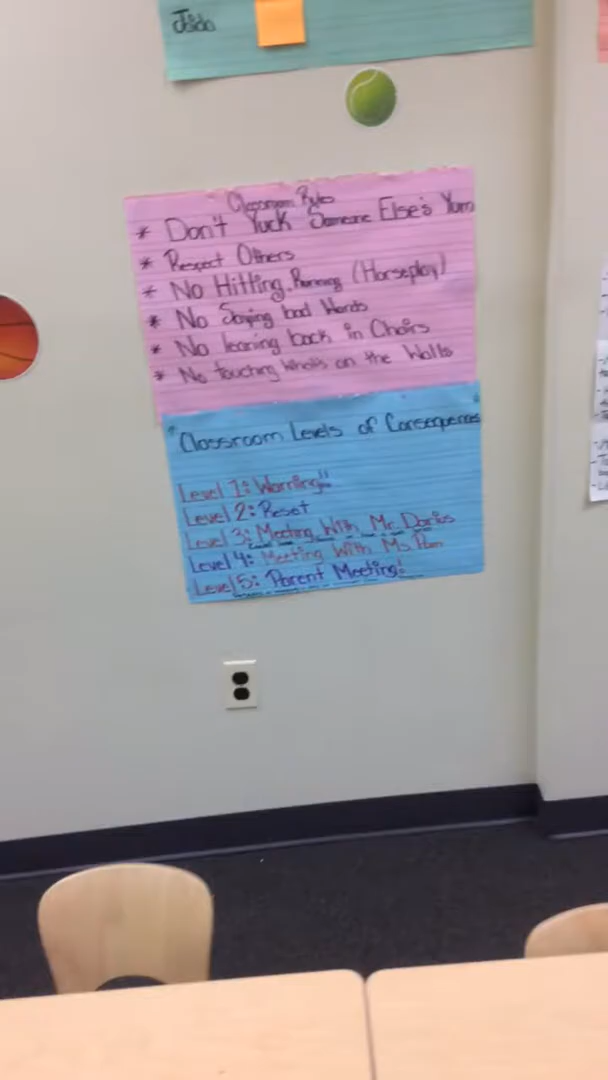 Classroom Rules
* Don't Yuck Someone Else's Yum
* Respect Others
* No Hitting, Running (Horseplay)
* No Saying bad Words
* No leaning back in Chairs
* No touching what's on the Walls
Classroom Levels of Consequences
Level 1: Warning!!
Level 2: Reset
Level 3: Meeting With Mr. Darius
Level 4: Meeting With Ms. Pam
Level 5: Parent Meeting!